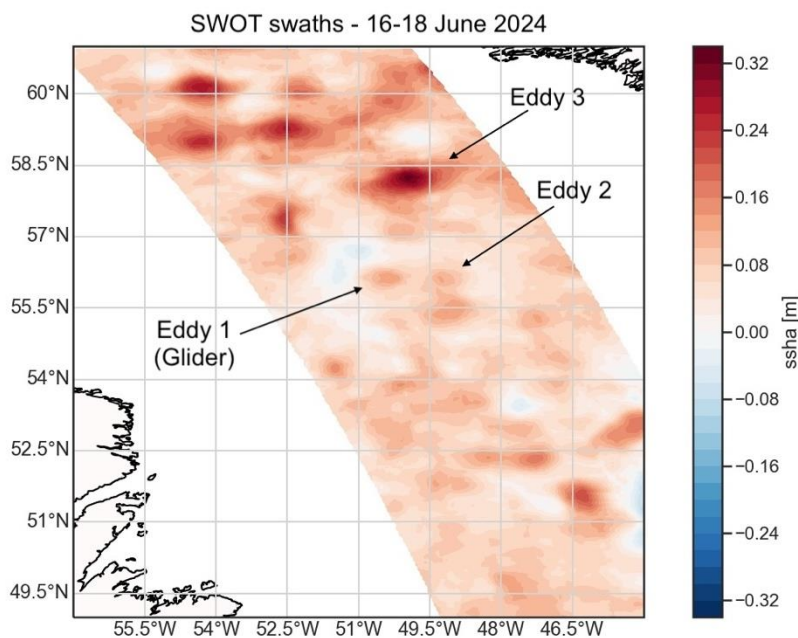 SWOT swaths - 16-18 June 2024
60°N
58.5°N
57°N
55.5°N
54°N
52.5°N
51°N
49.5°N
Eddy 3
Eddy 2
Eddy 1
(Glider)
55.5°W
54°W
52.5°W
51°W
49.5°W
48°W
46.5°W
0.32
0.24
0.16
0.08
0.00
−0.08
−0.16
−0.24
−0.32
ssha [m]